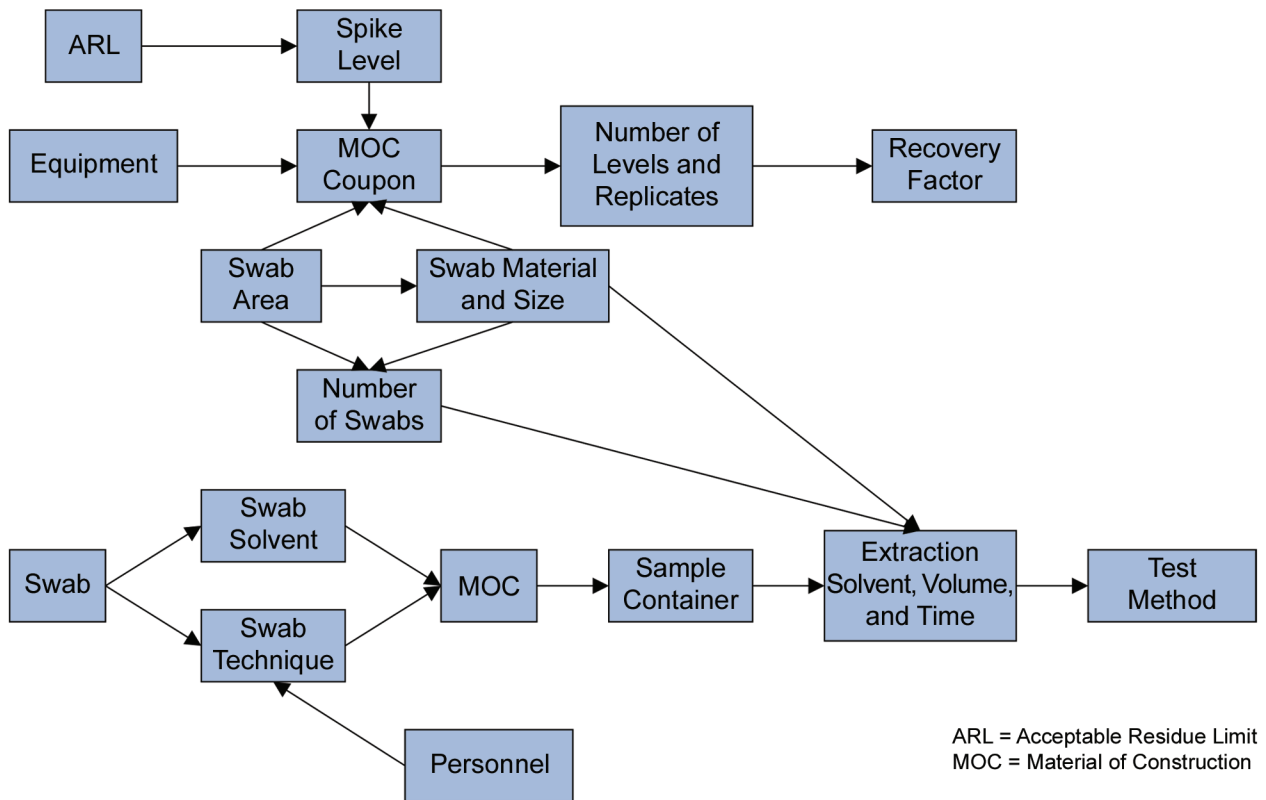 ARL
Spike
Level
Equipment
MOC
Coupon
Number of
Levels and
Replicates
Recovery
Factor
Swab
Area
Swab Material
and Size
Number
of Swabs
Swab
Swab
Solvent
Swab
Technique
MOC
Sample
Container
Extraction
Solvent, Volume,
and Time
Test
Method
Personnel
ARL = Acceptable Residue Limit
MOC = Material of Construction